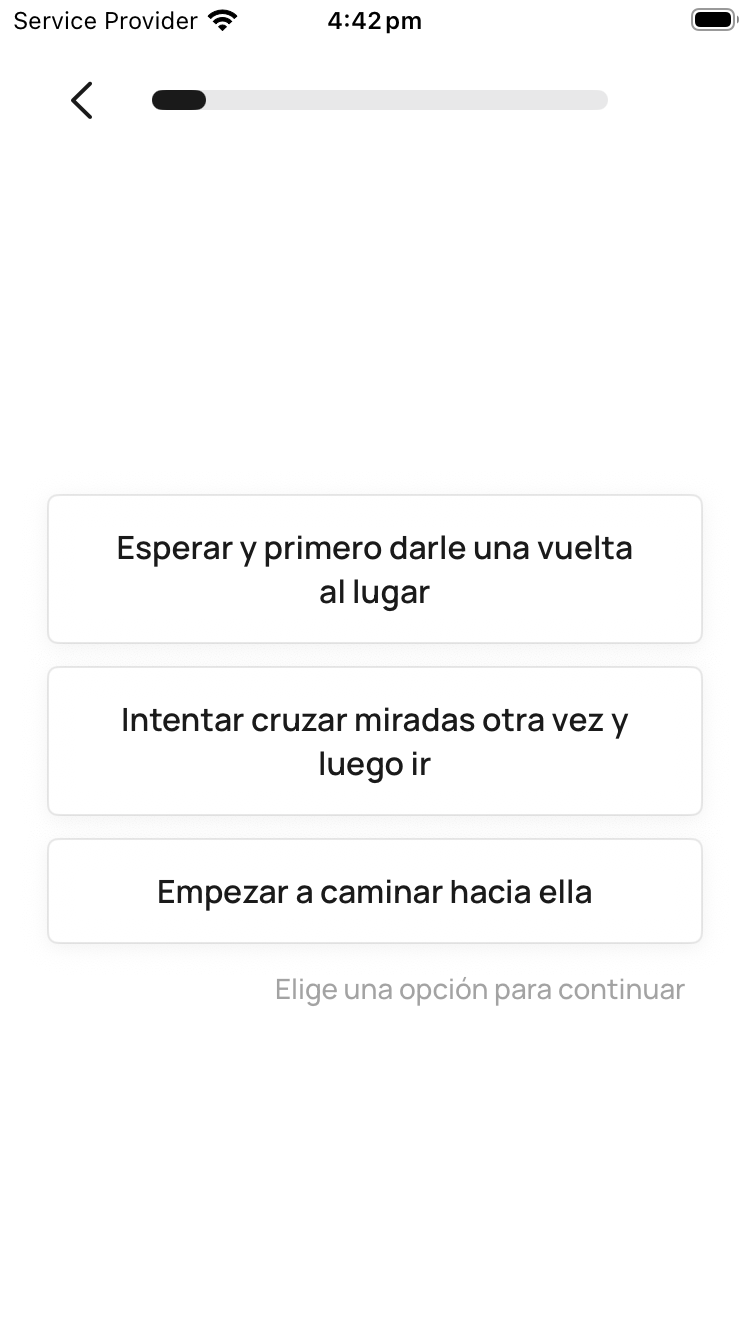 Service Provider 4:42 pm
Esperar y primero darle una vuelta
al lugar
Intentar cruzar miradas otra vez y
luego ir
Empezar a caminar hacia ella
Elige una opción para continuar